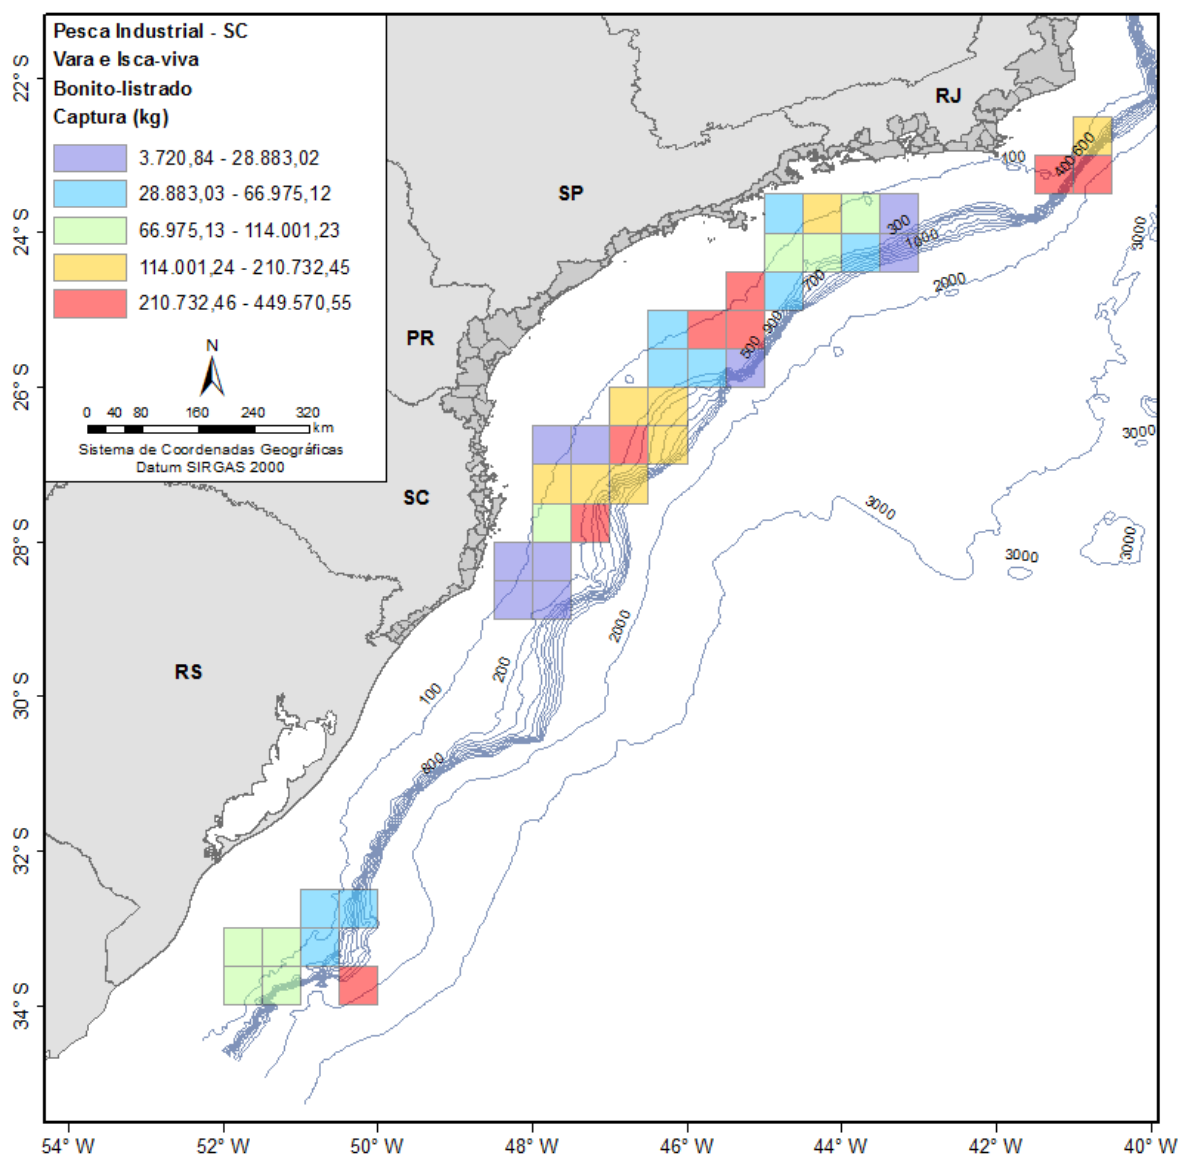 Pesca Industrial - SC
Vara e Isca-viva
Bonito-listrado
Captura (kg)
3.720,84 - 28.883,02
28.883,03 - 66.975,12
66.975,13 - 114.001,23
114.001,24 - 210.732,45
210.732,46 - 449.570,55
N
0 40 80 160 240 320
km
Sistema de Coordenadas Geográficas
Datum SIRGAS 2000
RJ
SP
PR
SC
RS
100
400
600
300
1000
700
2000
3000
900
500
3000
3000
3000
3000
2000
200
100
800
22° S
24° S
26° S
28° S
30° S
32° S
34° S
54° W
52° W
50° W
48° W
46° W
44° W
42° W
40° W